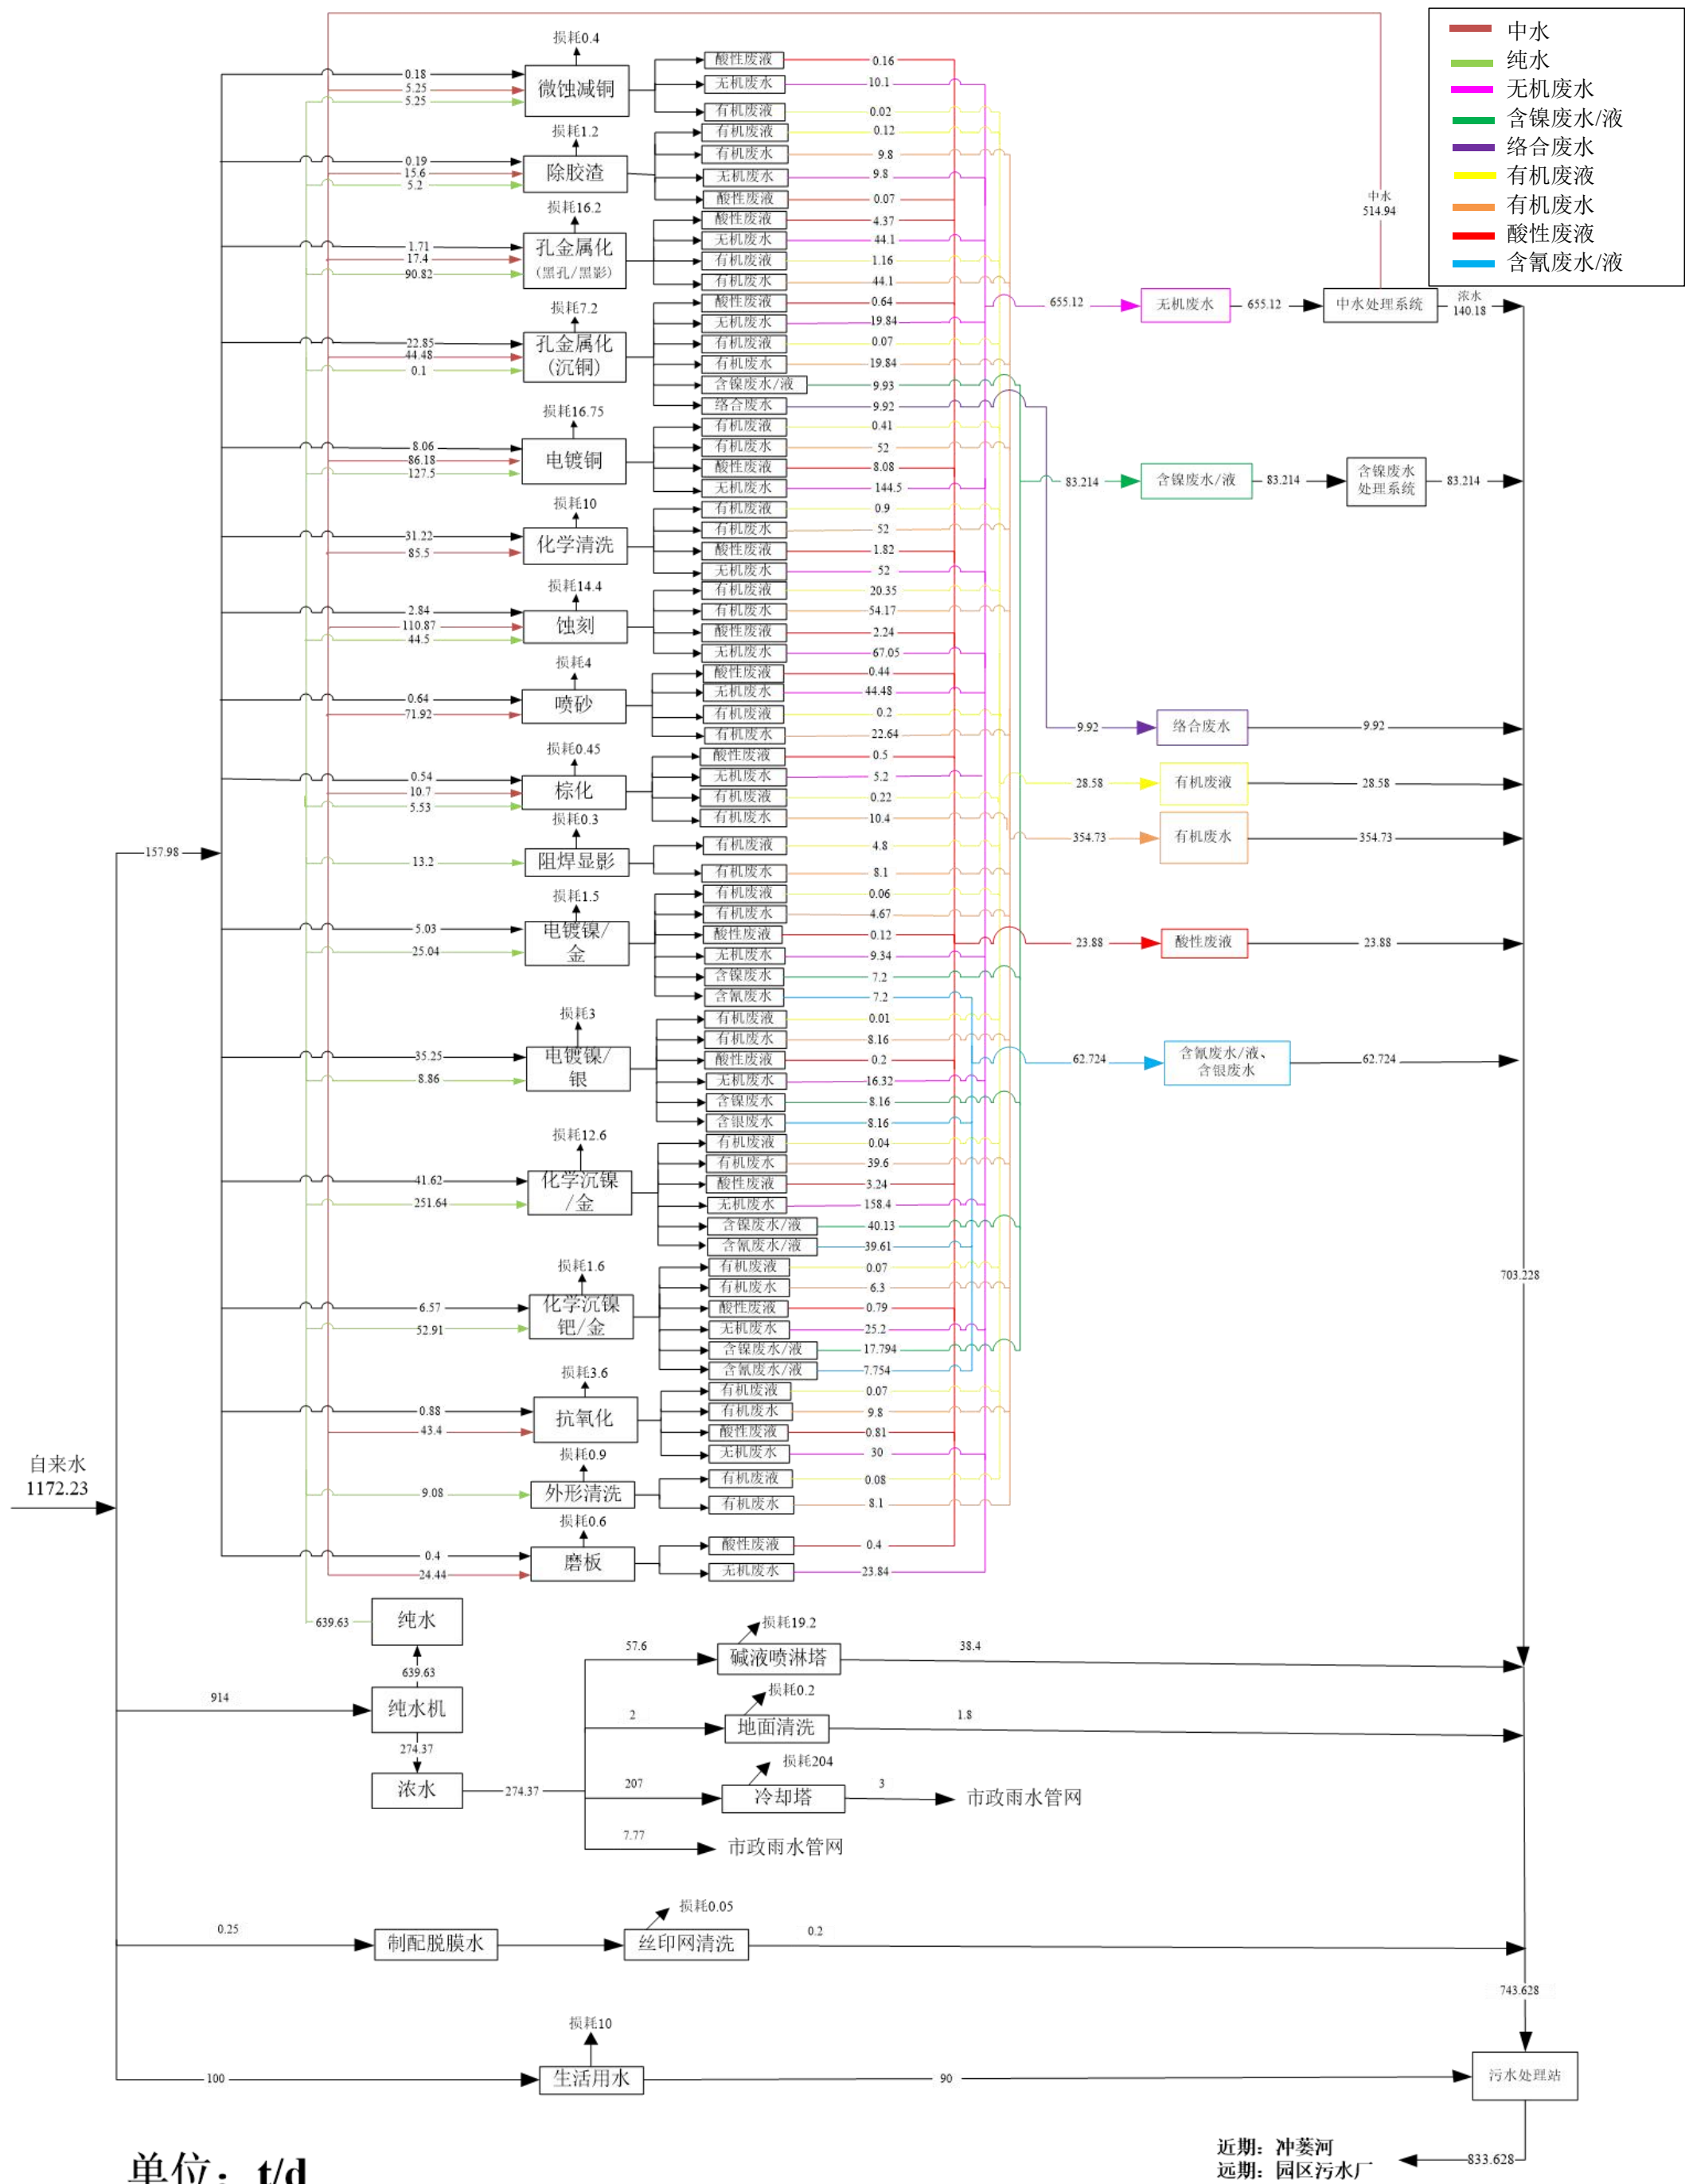 中水
纯水
无机废水
含镍废水/液
络合废水
有机废液
有机废水
酸性废液
含氰废水/液
损耗0.4
0.18
5.25
5.25
微蚀减铜
酸性废液
0.16
无机废水
10.1
有机废液
0.02
损耗1.2
0.19
15.6
5.2
除胶渣
有机废液
0.12
有机废水
9.8
无机废水
9.8
酸性废液
0.07
损耗16.2
1.71
17.4
90.82
孔金属化
(黑孔/黑影)
酸性废液
4.37
无机废水
44.1
有机废液
1.16
有机废水
44.1
损耗7.2
22.85
44.48
0.1
孔金属化
(沉铜)
酸性废液
0.64
无机废水
19.84
有机废液
0.07
有机废水
19.84
含镍废水/液
9.93
络合废水
9.92
损耗16.75
8.06
86.18
127.5
电镀铜
有机废液
0.41
有机废水
52
酸性废液
8.08
无机废水
144.5
损耗10
31.22
85.5
化学清洗
有机废液
0.9
有机废水
52
酸性废液
1.82
无机废水
52
损耗14.4
2.84
110.87
44.5
蚀刻
有机废液
20.35
有机废水
54.17
酸性废液
2.24
无机废水
67.05
损耗4
0.64
71.92
喷砂
酸性废液
0.44
无机废水
44.48
有机废液
0.2
有机废水
22.64
损耗0.45
0.54
10.7
5.53
棕化
酸性废液
0.5
无机废水
5.2
有机废液
0.22
有机废水
10.4
损耗0.3
13.2
阻焊显影
有机废液
4.8
有机废水
8.1
损耗1.5
5.03
25.04
电镀镍/
金
有机废液
0.06
有机废水
4.67
酸性废液
0.12
无机废水
9.34
含镍废水
7.2
含氰废水
7.2
损耗3
35.25
8.86
电镀镍/
银
有机废液
0.01
有机废水
8.16
酸性废液
0.2
无机废水
16.32
含镍废水
8.16
含银废水
8.16
损耗12.6
41.62
251.64
化学沉镍
/金
有机废液
0.04
有机废水
39.6
酸性废液
3.24
无机废水
158.4
含镍废水/液
40.13
含氰废水/液
39.61
损耗1.6
6.57
52.91
化学沉镍
钯/金
有机废液
0.07
有机废水
6.3
酸性废液
0.79
无机废水
25.2
含镍废水/液
17.794
含氰废水/液
7.754
损耗3.6
0.88
43.4
抗氧化
有机废液
0.07
有机废水
9.8
酸性废液
0.81
无机废水
30
损耗0.9
9.08
外形清洗
有机废液
0.08
有机废水
8.1
损耗0.6
0.4
24.44
磨板
酸性废液
0.4
无机废水
23.84
中水
514.94
655.12
无机废水
655.12
中水处理系统
浓水
140.18
83.214
含镍废水/液
83.214
含镍废水
处理系统
83.214
9.92
络合废水
9.92
28.58
有机废液
28.58
354.73
有机废水
354.73
23.88
酸性废液
23.88
62.724
含氰废水/液、
含银废水
62.724
703.228
157.98
自来水
1172.23
639.63
纯水
639.63
914
纯水机
274.37
浓水
274.37
57.6
损耗19.2
碱液喷淋塔
38.4
2
损耗0.2
地面清洗
1.8
207
损耗204
冷却塔
3
市政雨水管网
7.77
市政雨水管网
0.25
制配脱膜水
损耗0.05
丝印网清洗
0.2
743.628
100
损耗10
生活用水
90
污水处理站
833.628
近期：冲蒌河
远期：园区污水厂
单位：t/d